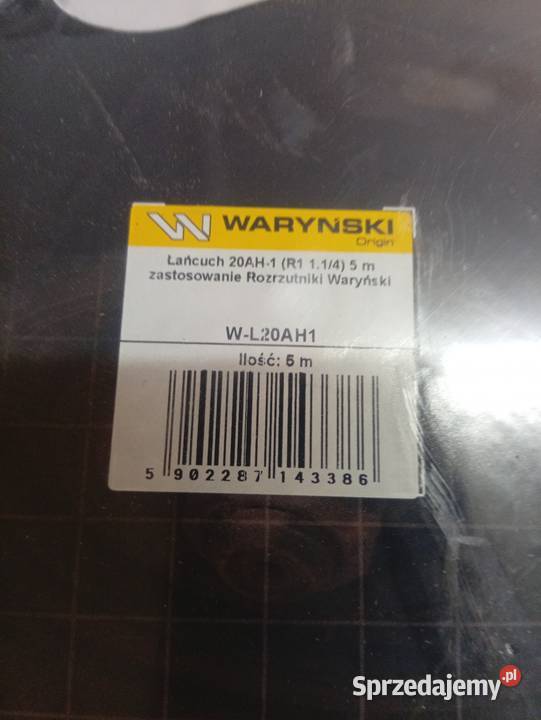 WARYŃSKI
Origin
Łańcuch 20AH-1 (R1 1.1/4) 5 m
zastosowanie Rozrzutniki Waryński
W-L20AH1
Ilość: 5 m
5 902287 143386
Sprzedajemy.pl